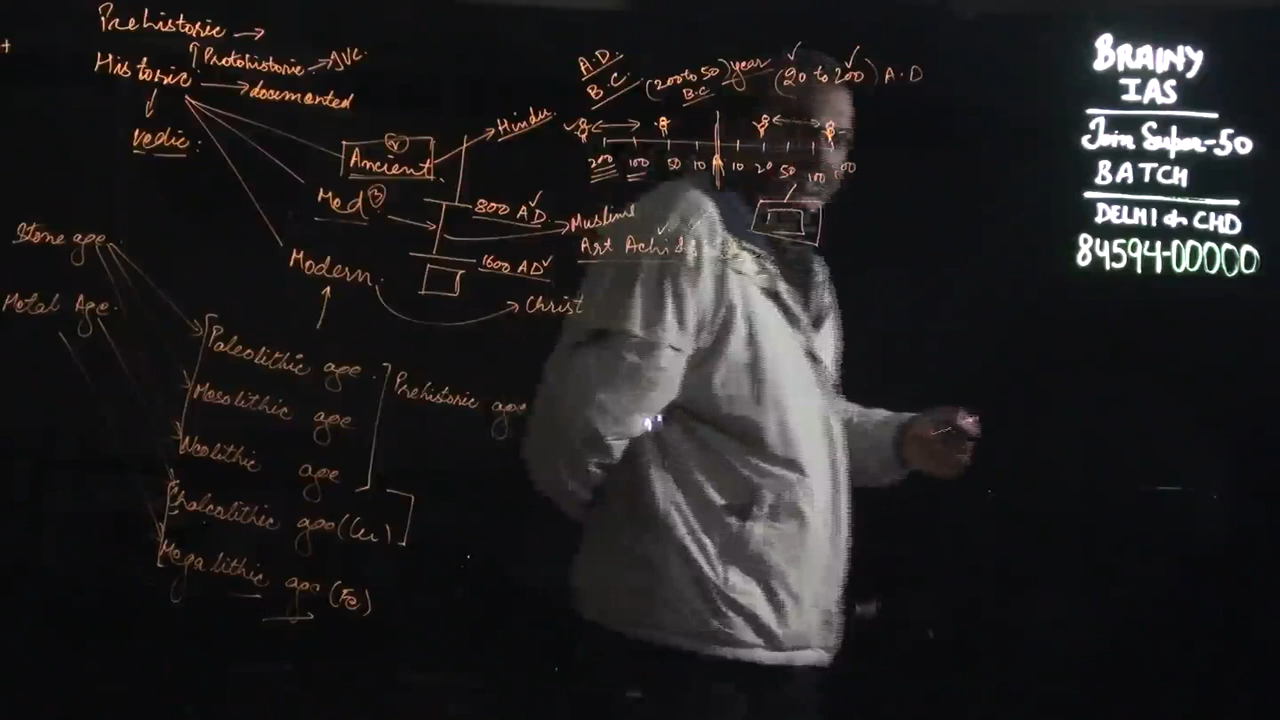 Prehistoric →
Historic
Protohistoric → IVC
→ documented
Vedic :
A.D.
B.C. (200 to 50) year (20 to 200) A.D
B.C.
Hindu
Ancient
Med
Modern
800 AD
1600 AD
Muslims
Art Achi
Christ
200 100 50 10 10 20 50 100 200
Stone age
Metal Age
Paleolithic age
Mesolithic age
Neolithic age
Prehistoric age
Chalcolithic age (Cu)
Megalithic age (Fe)
BRAINY
IAS
Join Super-50
BATCH
DELHI & CHD
84594-00000